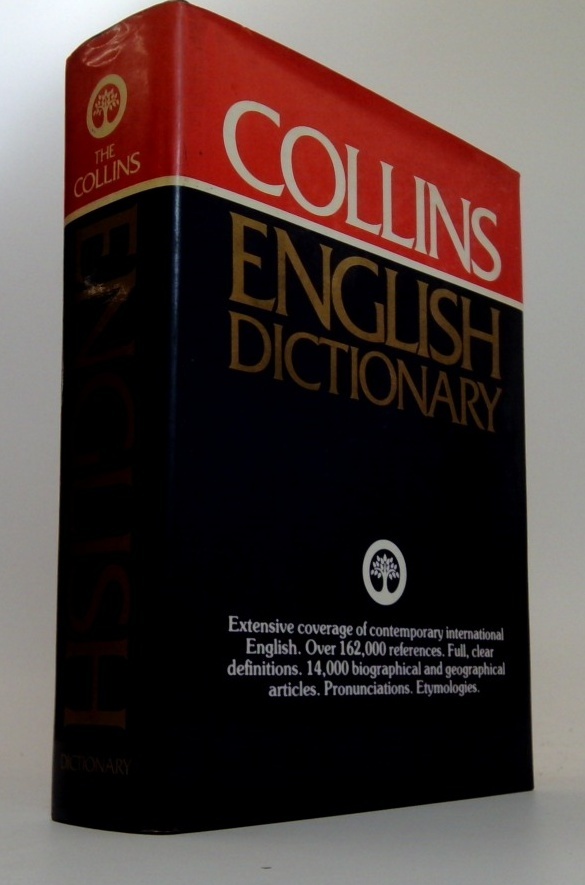 THE
COLLINS
ENGLISH
DICTIONARY
COLLINS
ENGLISH
DICTIONARY
Extensive coverage of contemporary international
English. Over 162,000 references. Full, clear
definitions. 14,000 biographical and geographical
articles. Pronunciations. Etymologies.